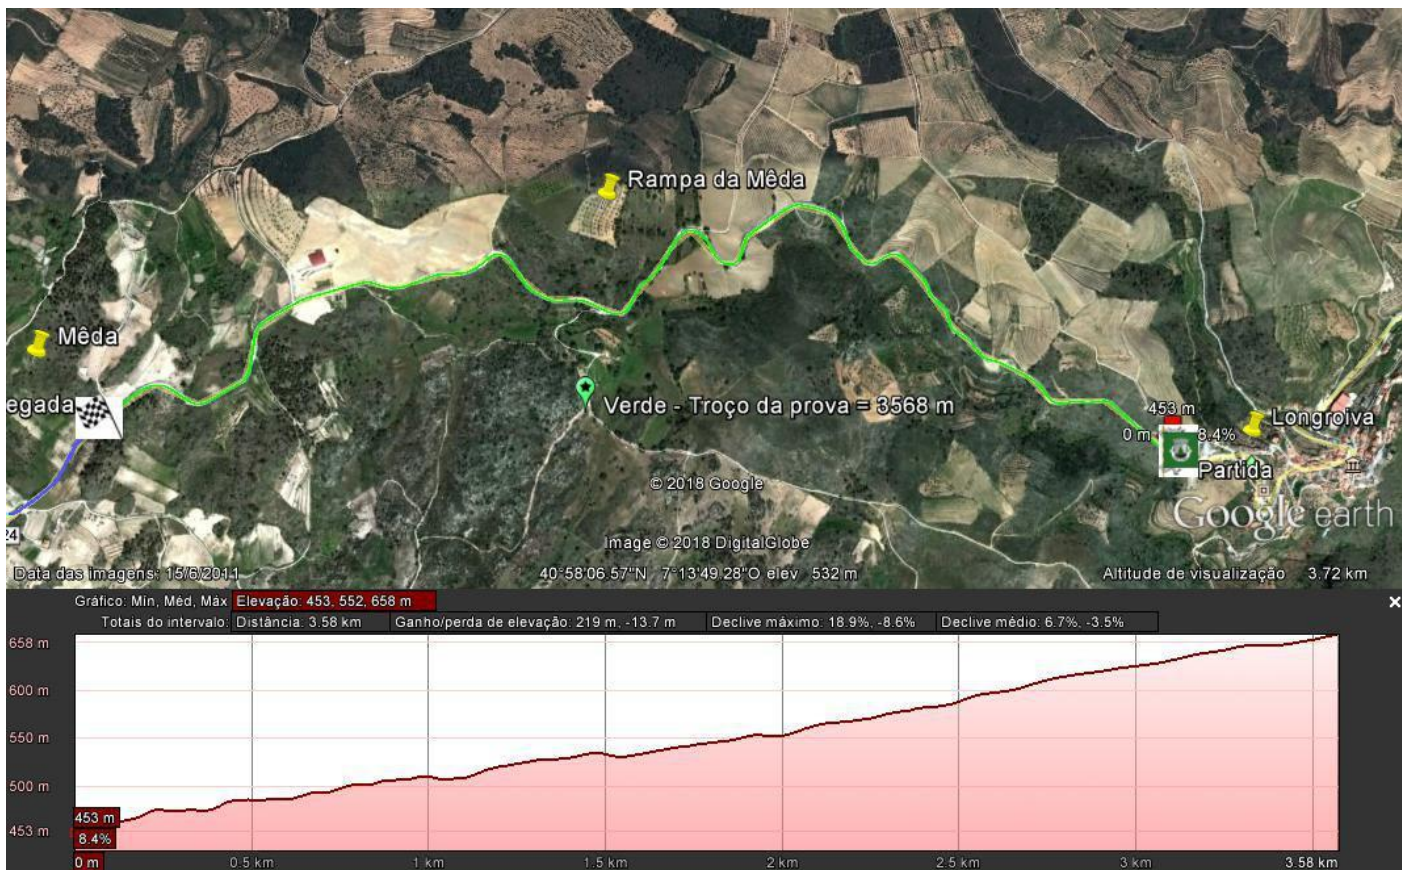 Rampa da Mêda
Mêda
egada
Verde - Troço da prova = 3568 m
453 m
0 m
8.4%
Longroiva
Partida
© 2018 Google
Google earth
24
Image © 2018 DigitalGlobe
Data das imagens: 15/6/2011
40°58'06.57"N 7°13'49.28"O elev 532 m
Altitude de visualização 3.72 km
Gráfico: Mín, Méd, Máx Elevação: 453, 552, 658 m
Totais do intervalo: Distância: 3.58 km Ganho/perda de elevação: 219 m, -13.7 m Declive máximo: 18.9%, -8.6% Declive médio: 6.7%, -3.5%
658 m
600 m
550 m
500 m
453 m
453 m
8.4%
0 m 0.5 km 1 km 1.5 km 2 km 2.5 km 3 km 3.58 km